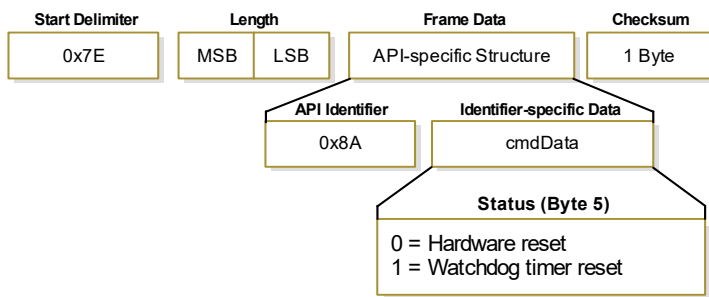 Start Delimiter
Length
Frame Data
Checksum
0x7E
MSB
LSB
API-specific Structure
1 Byte
API Identifier
Identifier-specific Data
0x8A
cmdData
Status (Byte 5)
0 = Hardware reset
1 = Watchdog timer reset